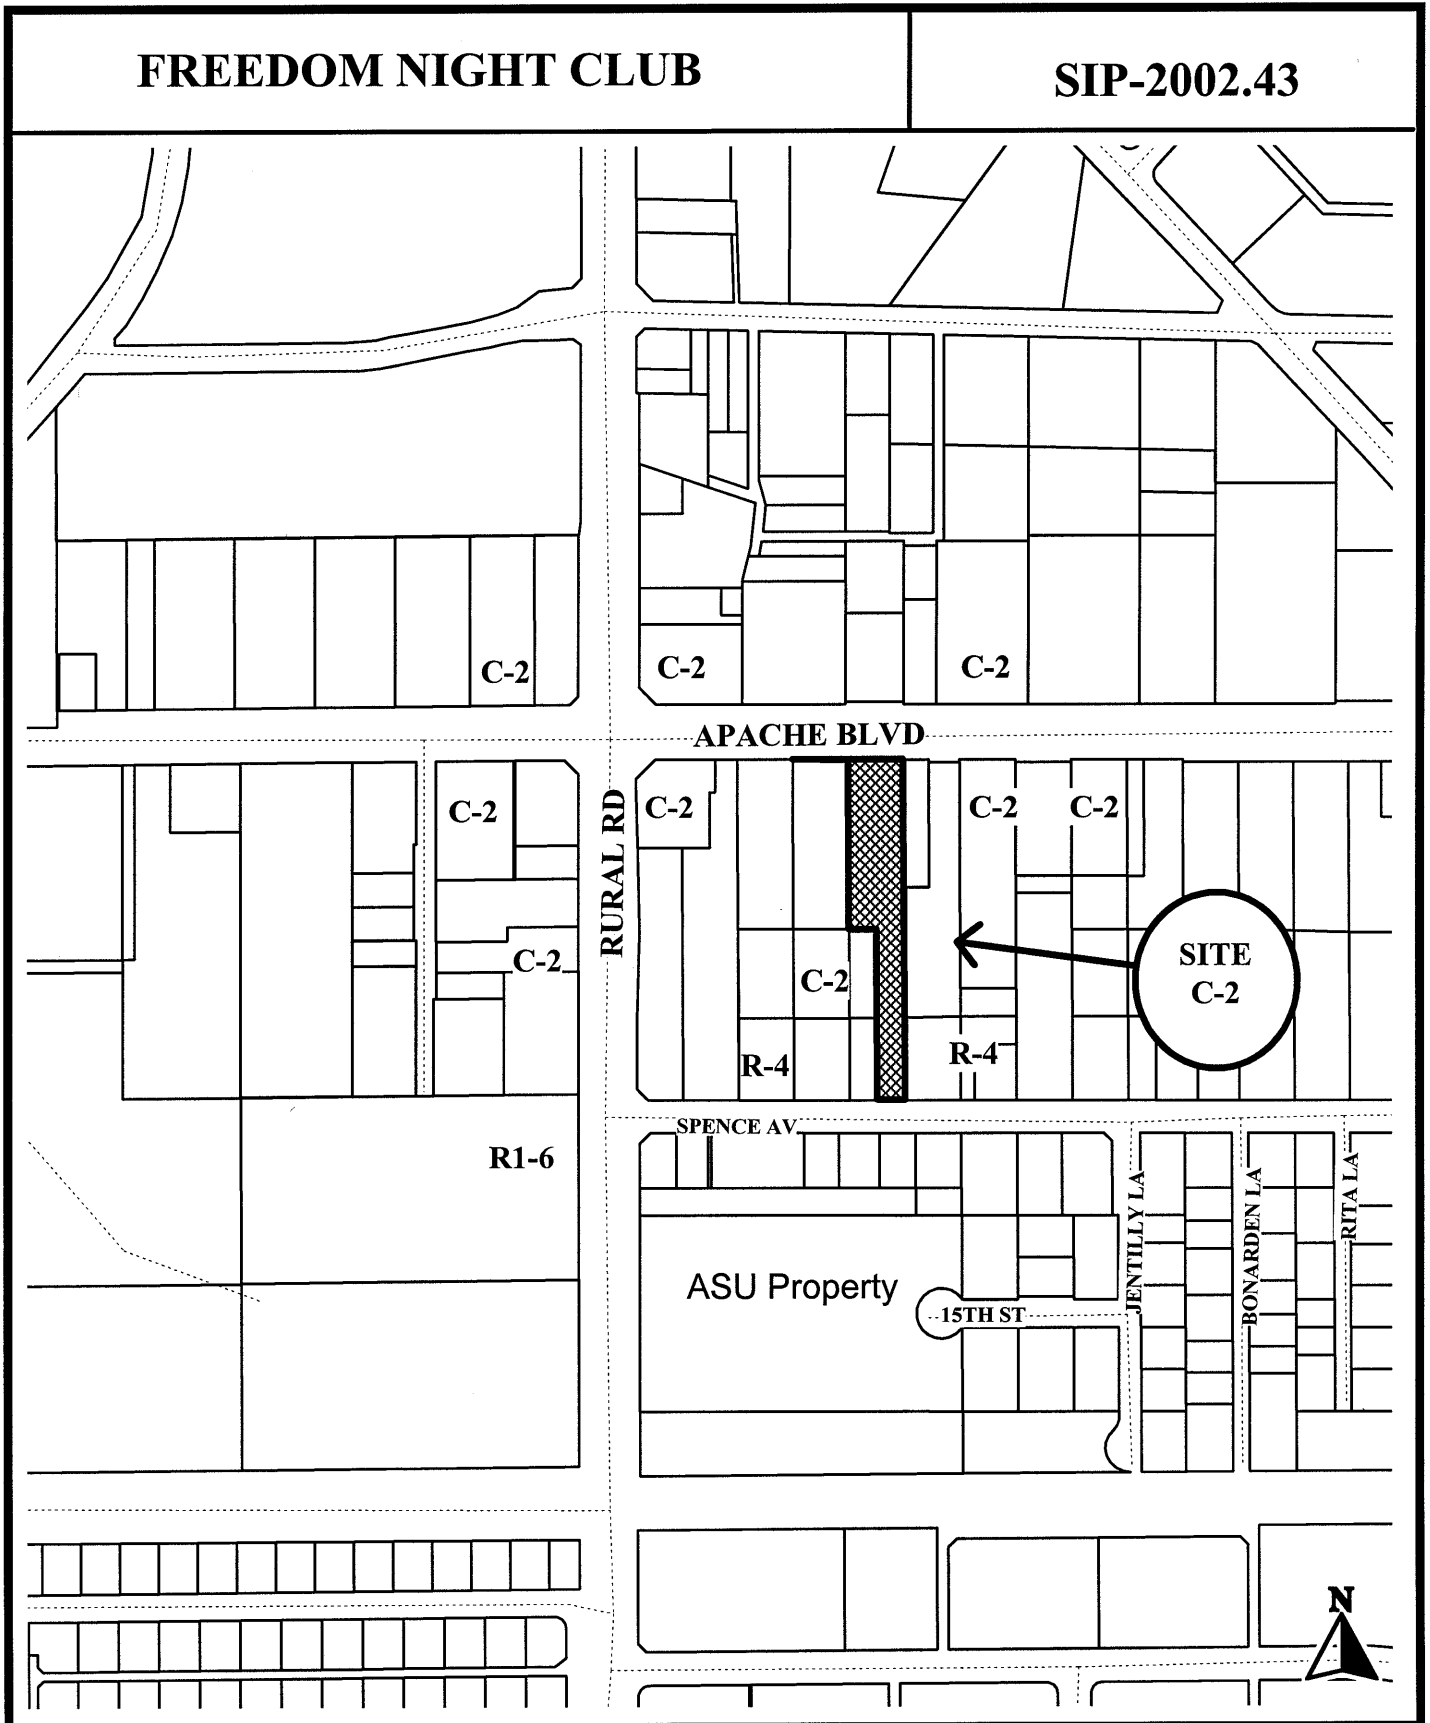 FREEDOM NIGHT CLUB
SIP-2002.43
C-2
C-2
C-2
APACHE BLVD
C-2
RURAL RD
C-2
C-2
C-2
C-2
C-2
SITE
C-2
R-4
R-4
SPENCE AV
R1-6
JENTILLY LA
BONARDEN LA
RITA LA
ASU Property
15TH ST
N